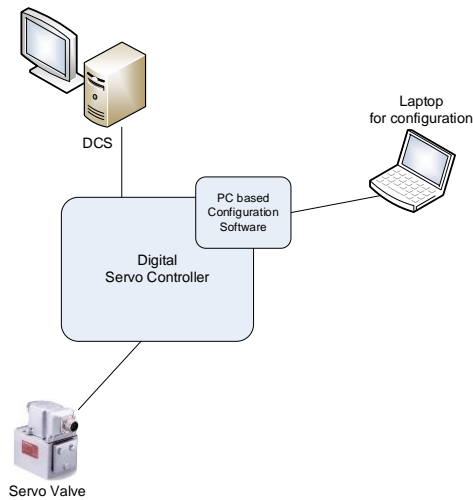 DCS
Laptop
for configuration
PC based
Configuration
Software
Digital
Servo Controller
Servo Valve